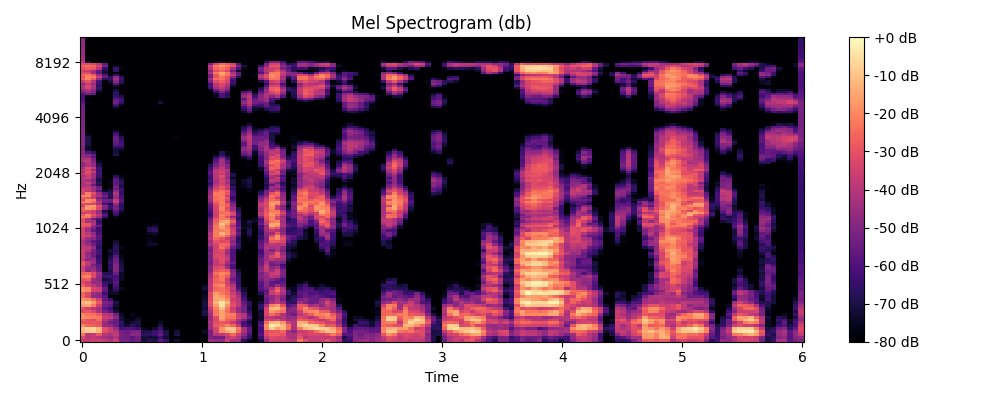 Mel Spectrogram (db)
Hz
8192
4096
2048
1024
512
0
0 1 2 3 4 5 6
Time
+0 dB
-10 dB
-20 dB
-30 dB
-40 dB
-50 dB
-60 dB
-70 dB
-80 dB